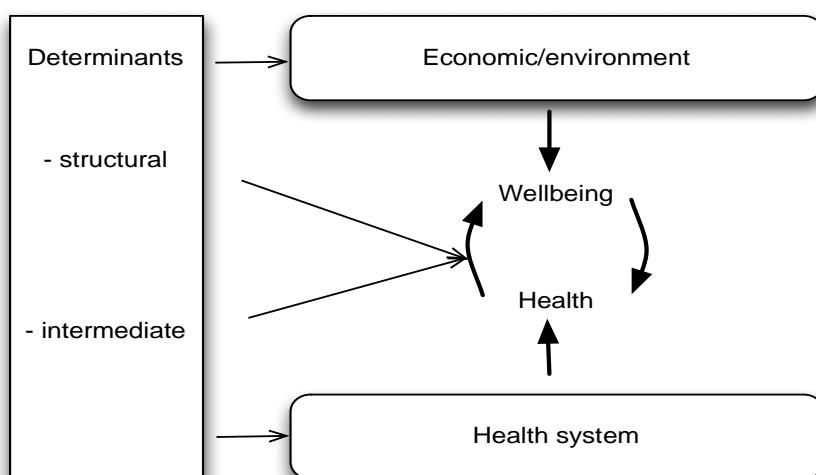 Determinants
- structural
- intermediate
Economic/environment
Wellbeing
Health
Health system